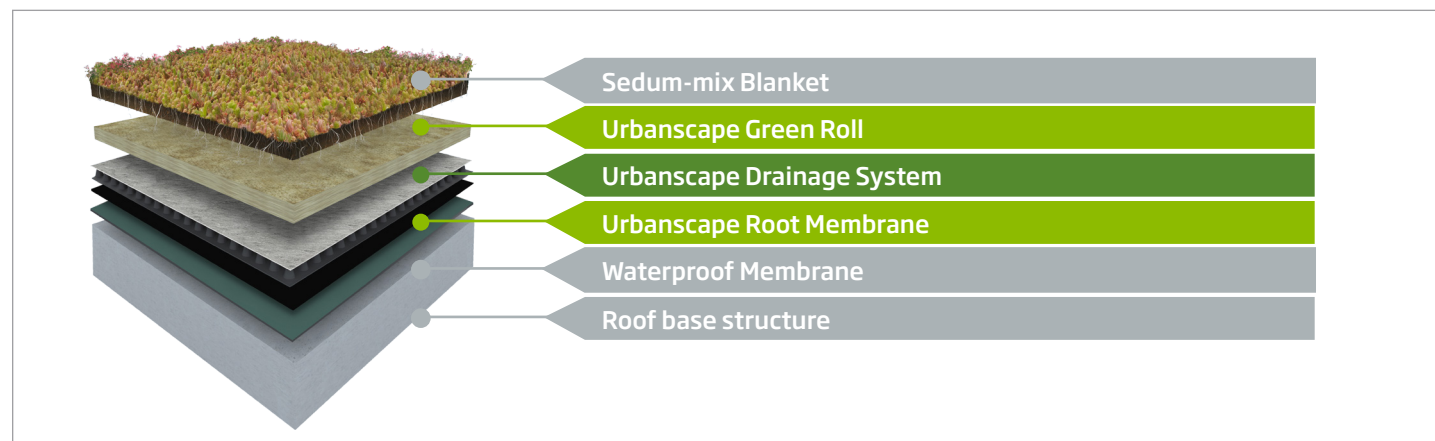 Sedum-mix Blanket
Urbanscape Green Roll
Urbanscape Drainage System
Urbanscape Root Membrane
Waterproof Membrane
Roof base structure